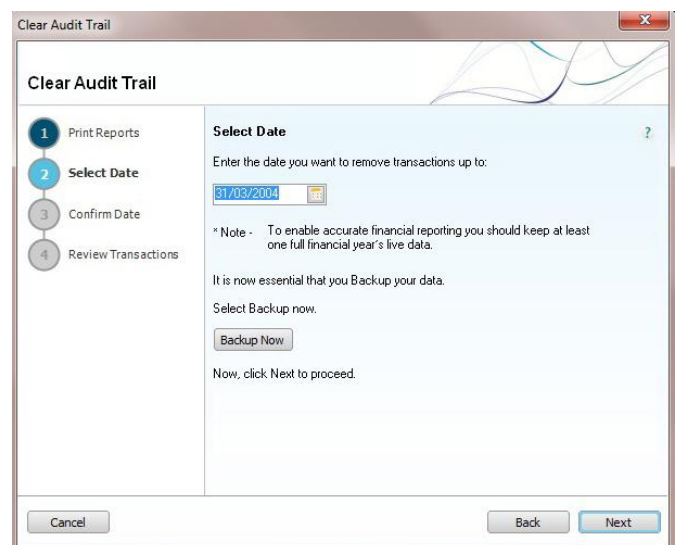 Clear Audit Trail
Clear Audit Trail
1 Print Reports
2 Select Date
3 Confirm Date
4 Review Transactions
Select Date
?
Enter the date you want to remove transactions up to:
31/03/2004
* Note - To enable accurate financial reporting you should keep at least
one full financial year's live data.
It is now essential that you Backup your data.
Select Backup now.
Backup Now
Now, click Next to proceed.
Cancel
Back
Next